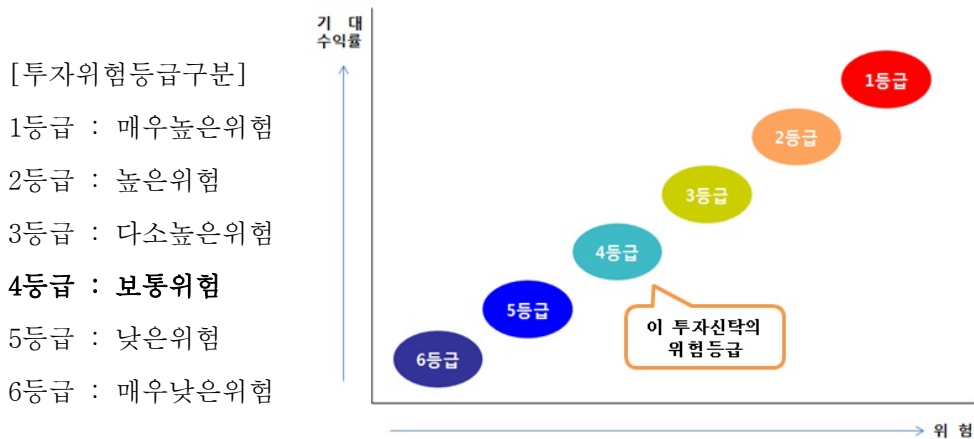 [투자위험등급구분]
1등급 : 매우높은위험
2등급 : 높은위험
3등급 : 다소높은위험
4등급 : 보통위험
5등급 : 낮은위험
6등급 : 매우낮은위험
기 대
수익률
1등급
2등급
3등급
4등급
5등급
6등급
이 투자신탁의
위험등급
위 험